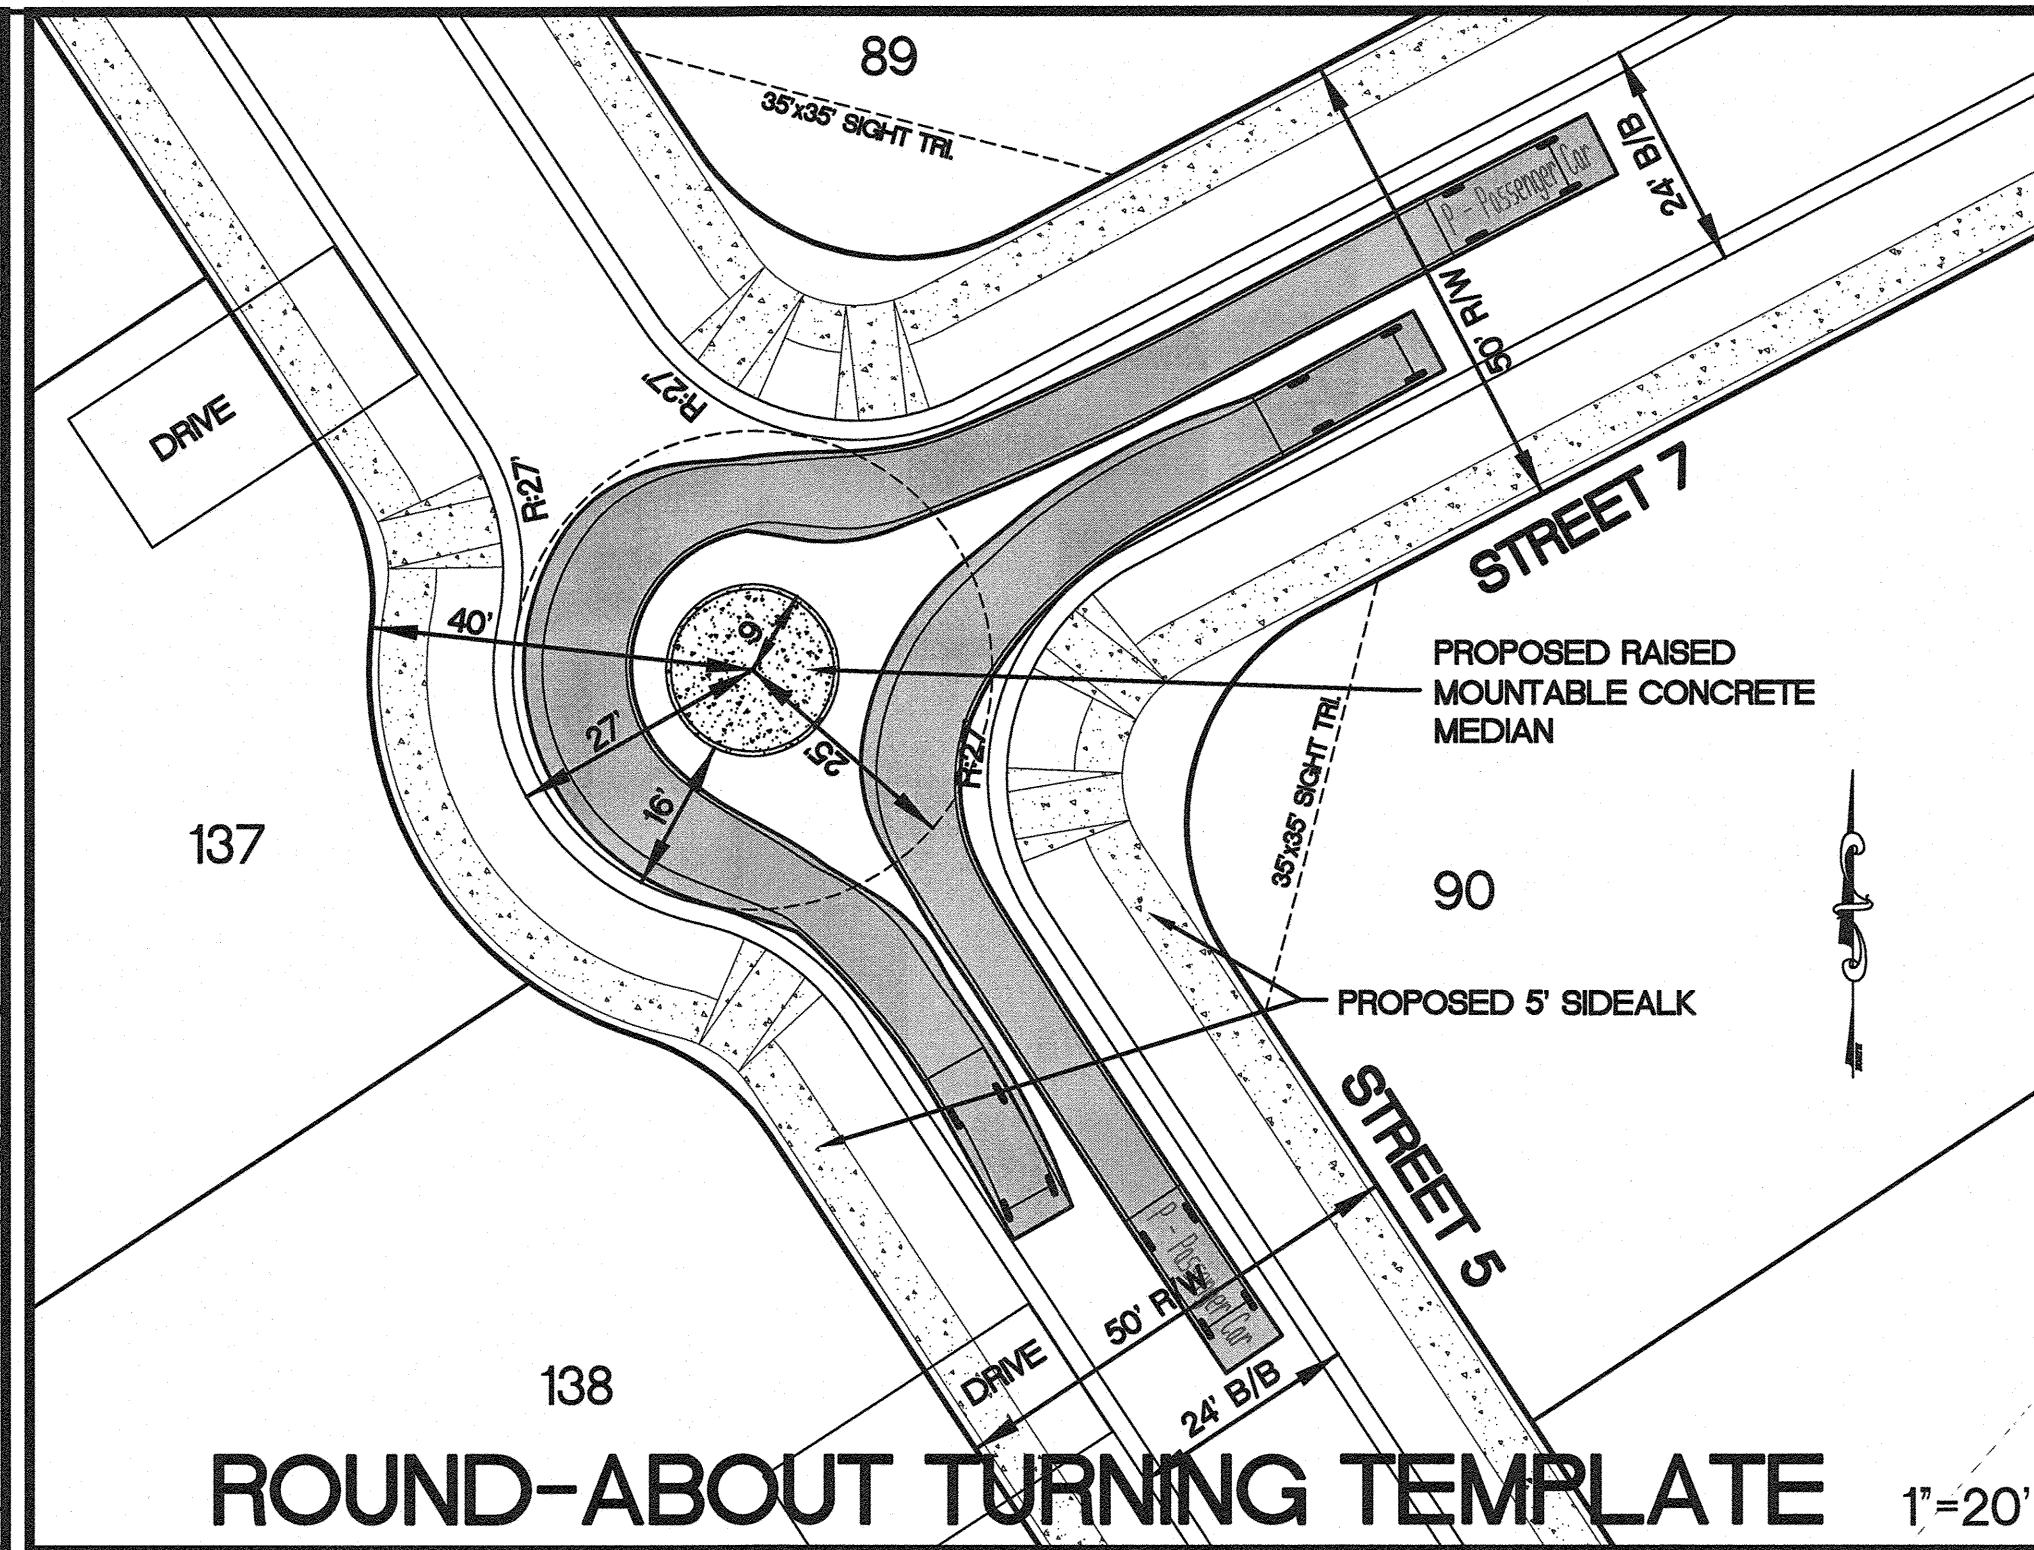 89
35'x35' SIGHT TRI.
24' B/B
P - Passenger Car
50' R/W
R:27'
DRIVE
R:27'
STREET 7
40'
9'
PROPOSED RAISED
MOUNTABLE CONCRETE
MEDIAN
27'
25'
R:27'
16'
35'x35' SIGHT TRI.
137
90
PROPOSED 5' SIDEALK
STREET 5
P - Passenger Car
50' R/W
DRIVE
24' B/B
138
ROUND-ABOUT TURNING TEMPLATE
1"=20'